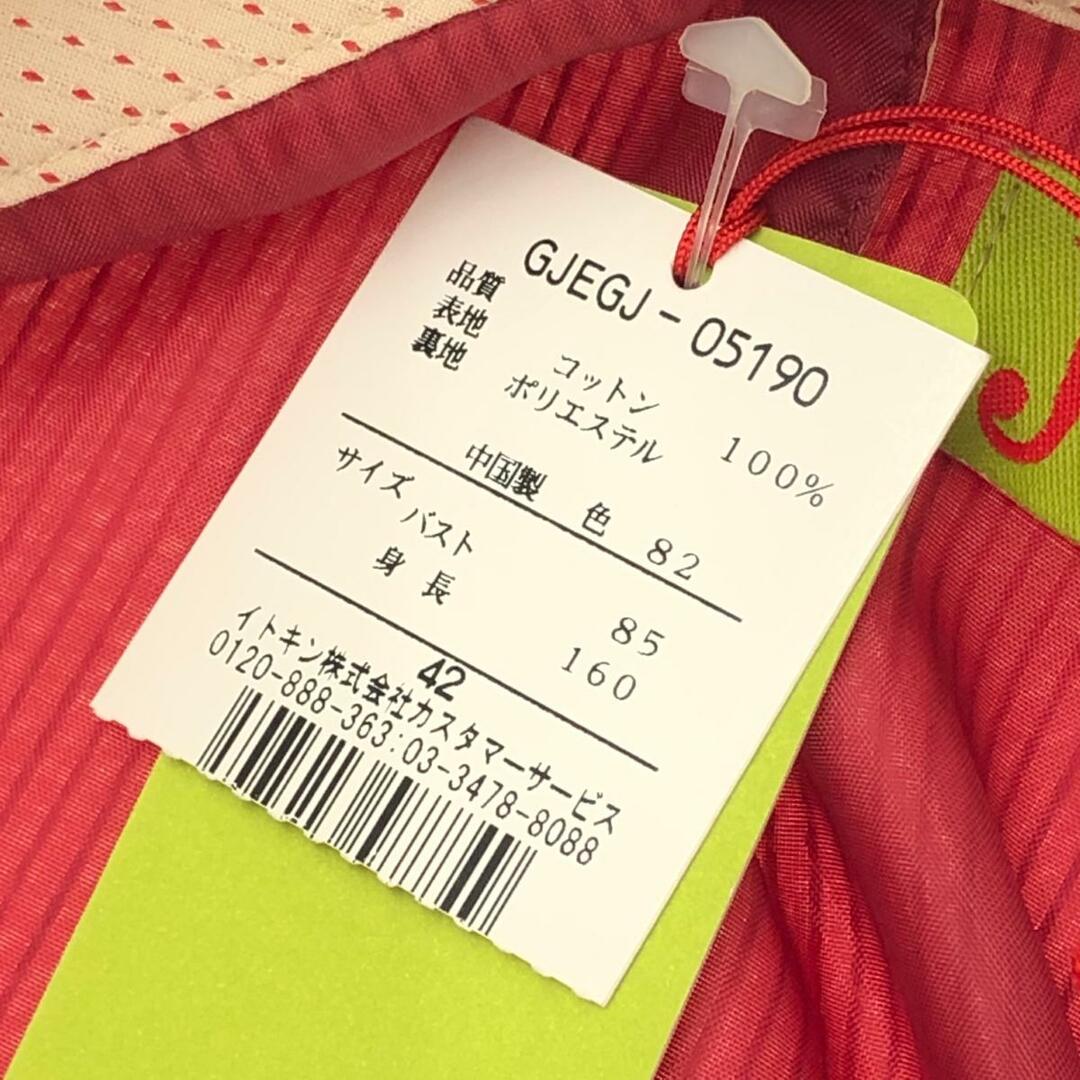 GJEGJ-05190
品質
表地 コットン 100%
裏地 ポリエステル
中国製 色 82
サイズ
バスト 85
身長 160
42
イトキン株式会社カスタマーサービス
0120-888-363:03-3478-8088
J